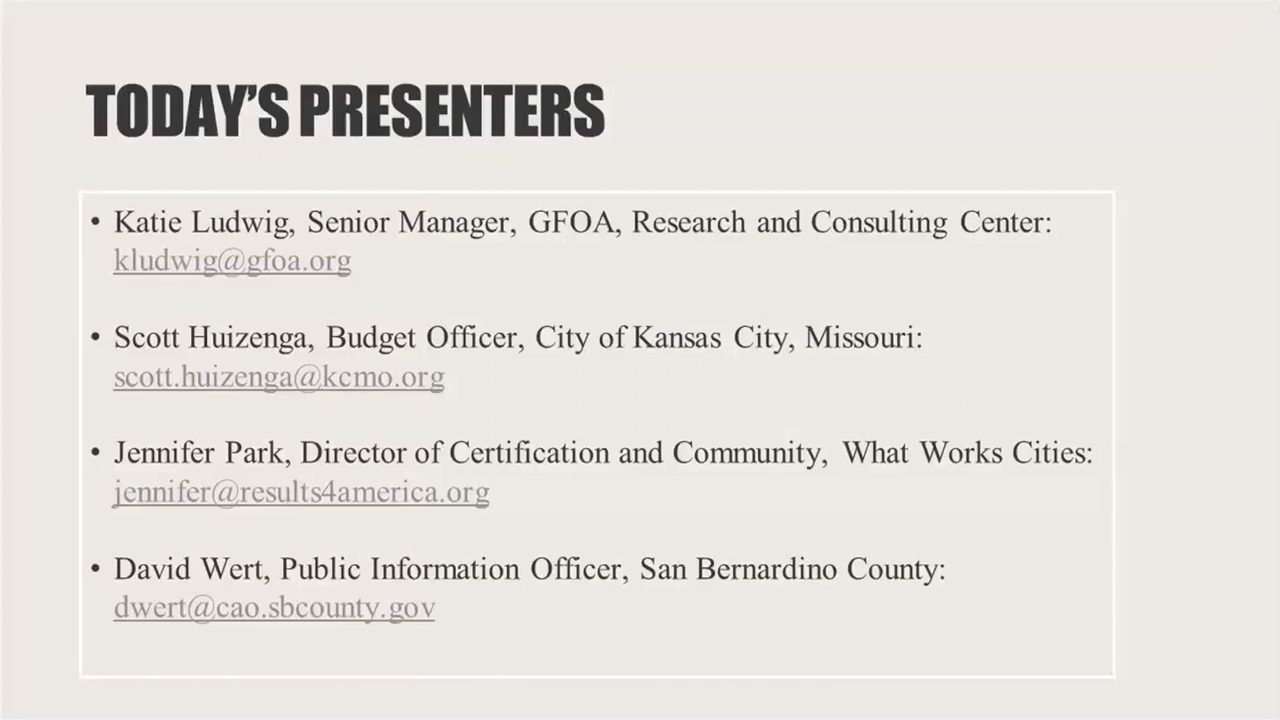 TODAY'S PRESENTERS
• Katie Ludwig, Senior Manager, GFOA, Research and Consulting Center:
kludwig@gfoa.org
• Scott Huizenga, Budget Officer, City of Kansas City, Missouri:
scott.huizenga@kcmo.org
• Jennifer Park, Director of Certification and Community, What Works Cities:
jennifer@results4america.org
• David Wert, Public Information Officer, San Bernardino County:
dwert@cao.sbcounty.gov